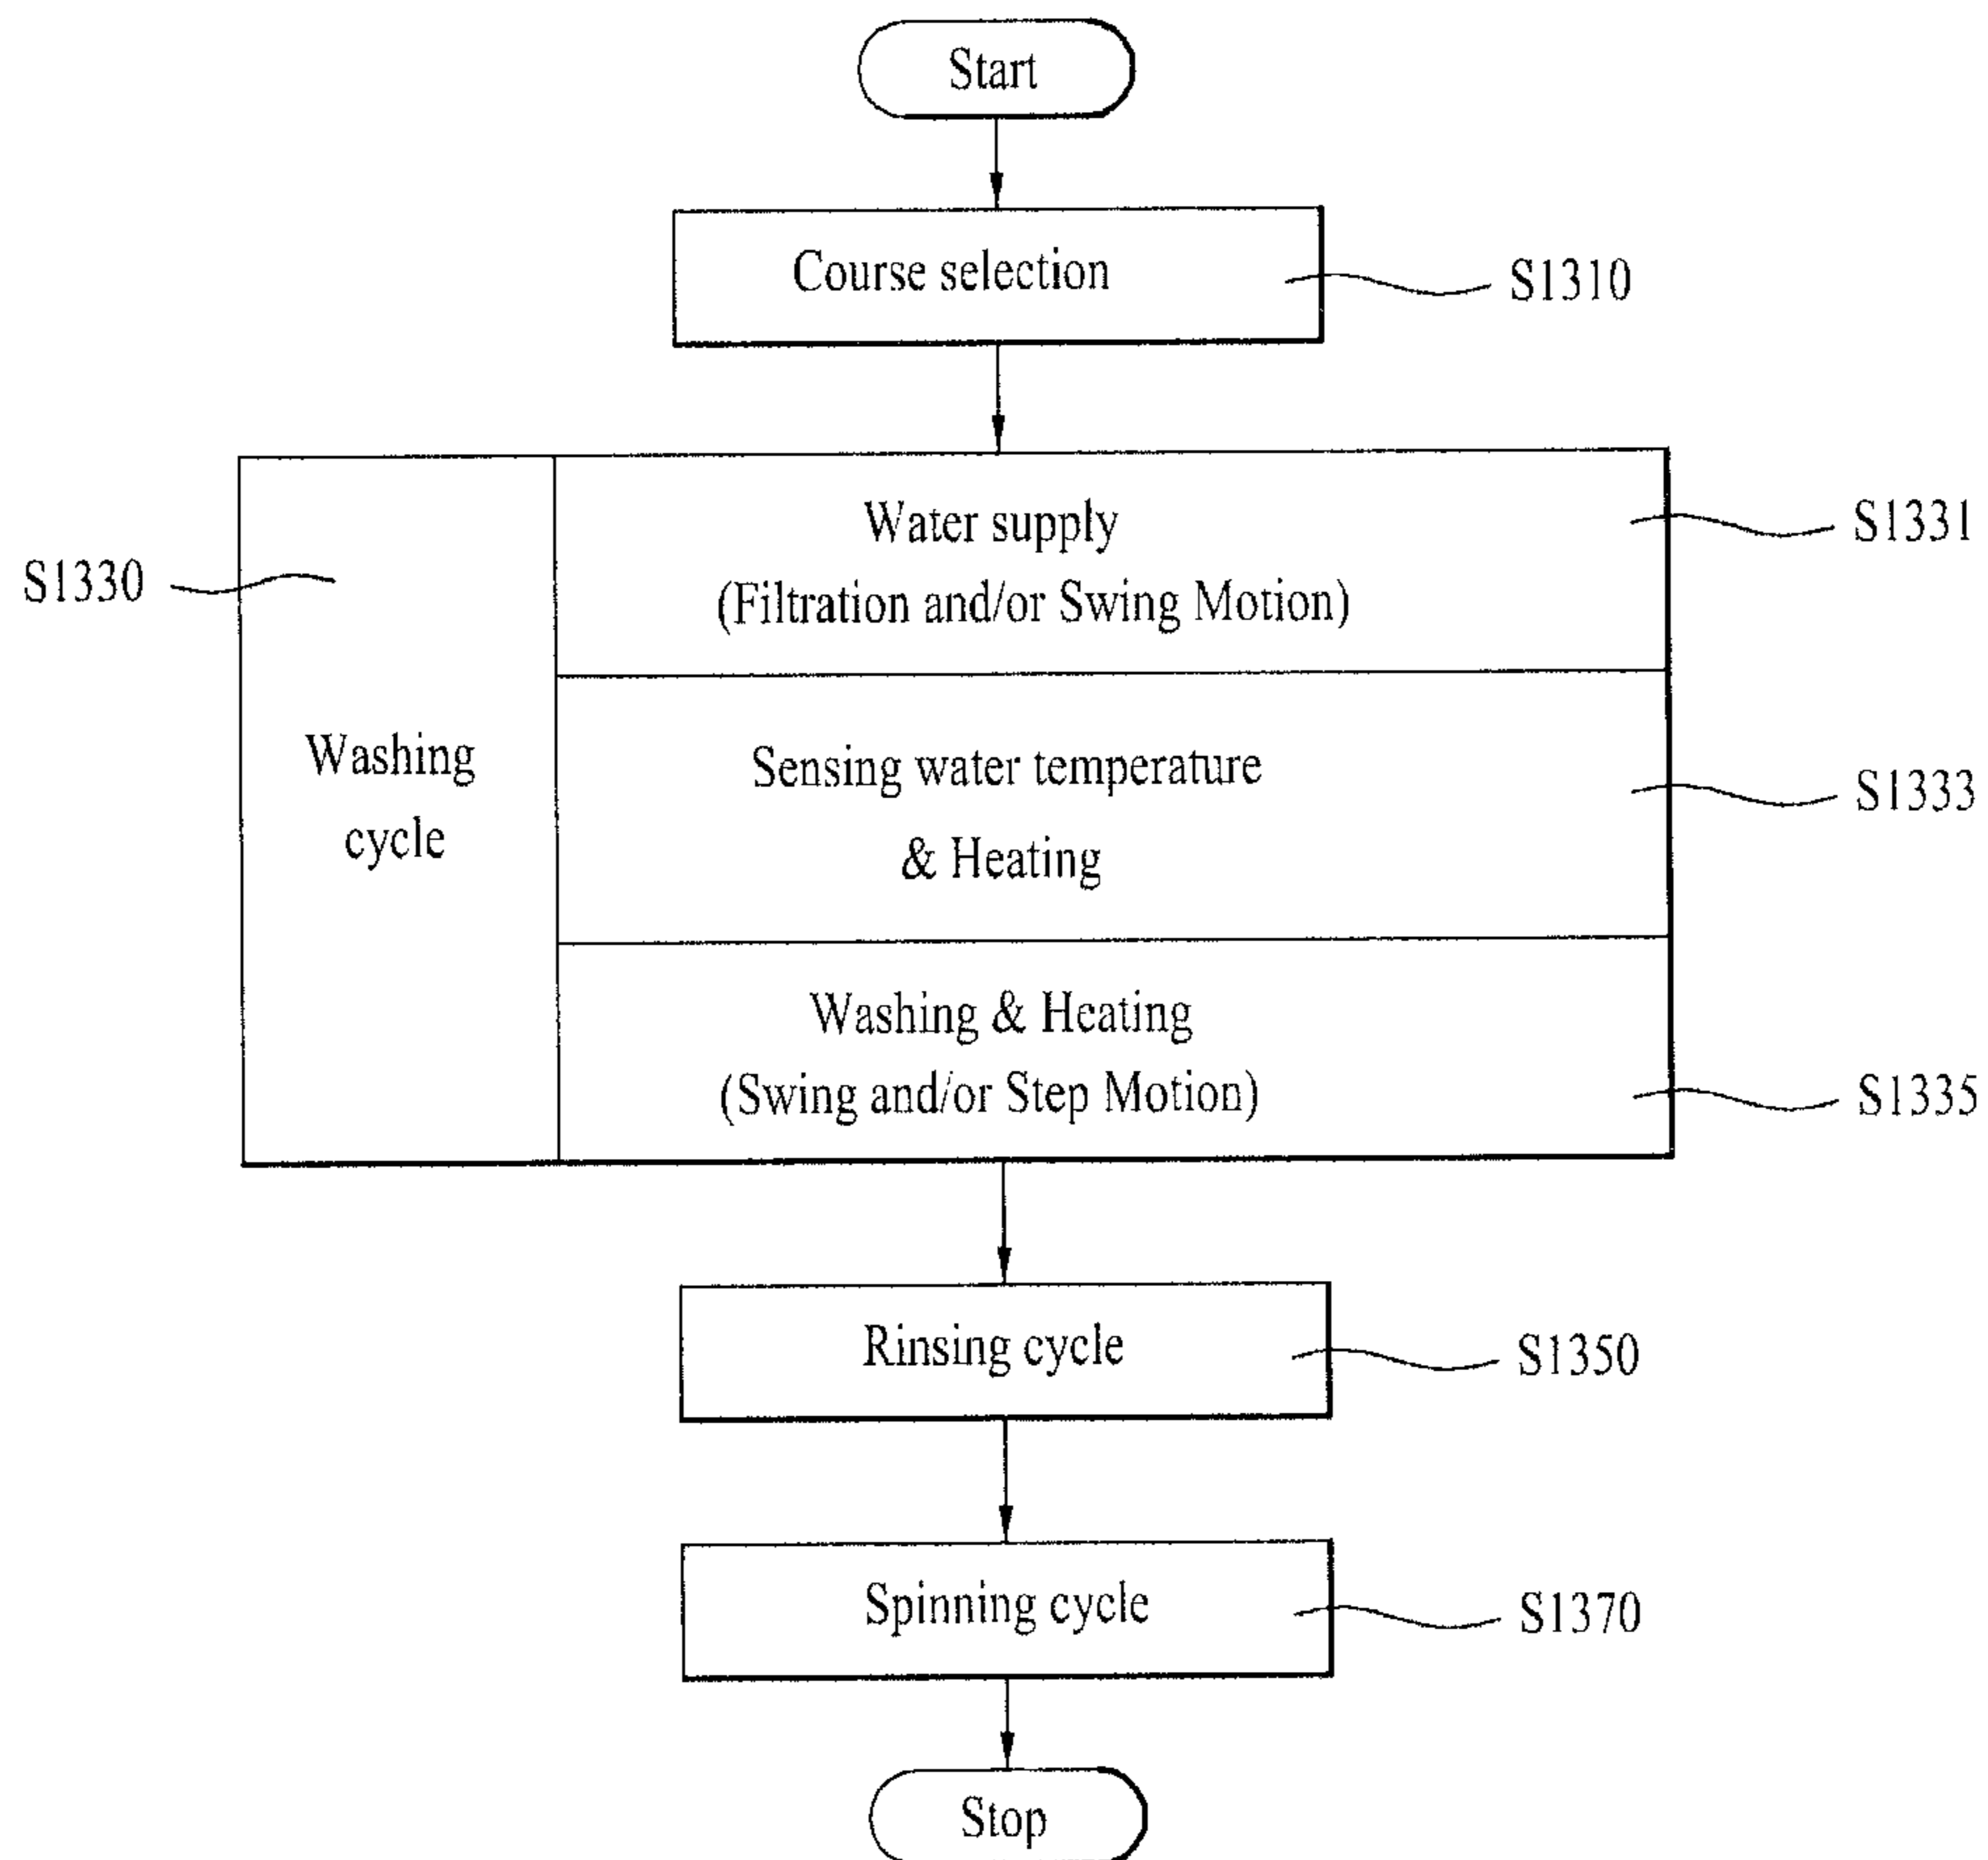 Start
Course selection
S1310
Water supply
S1331
(Filtration and/or Swing Motion)
S1330
Washing
cycle
Sensing water temperature
& Heating
S1333
Washing & Heating
(Swing and/or Step Motion)
S1335
Rinsing cycle
S1350
Spinning cycle
S1370
Stop